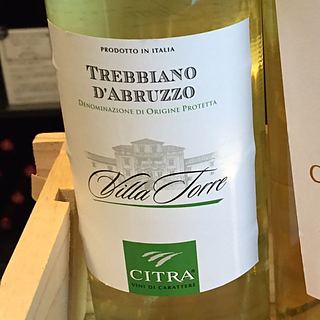 PRODOTTO IN ITALIA
TREBBIANO
D'ABRUZZO
DENOMINAZIONE DI ORIGINE PROTETTA
Villa Torre
CITRA®
VINI DI CARATTERE